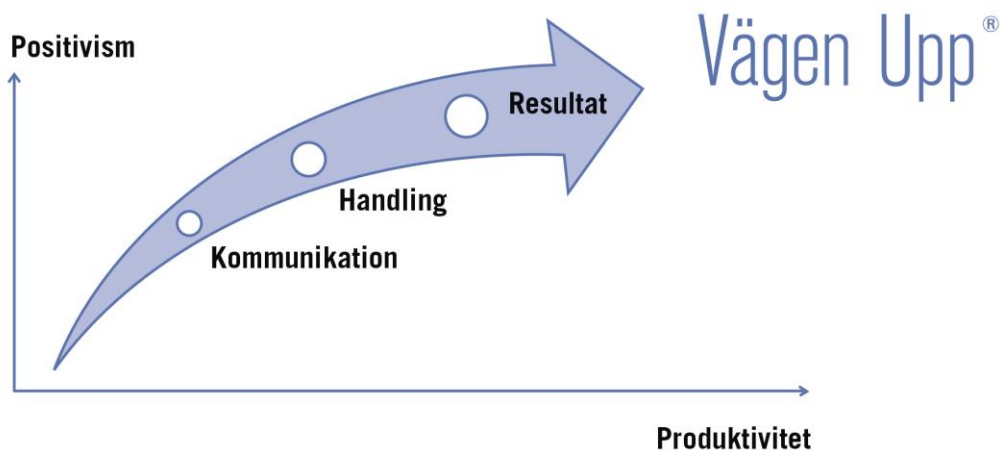 Vägen Upp®
Positivism
Resultat
Handling
Kommunikation
Produktivitet